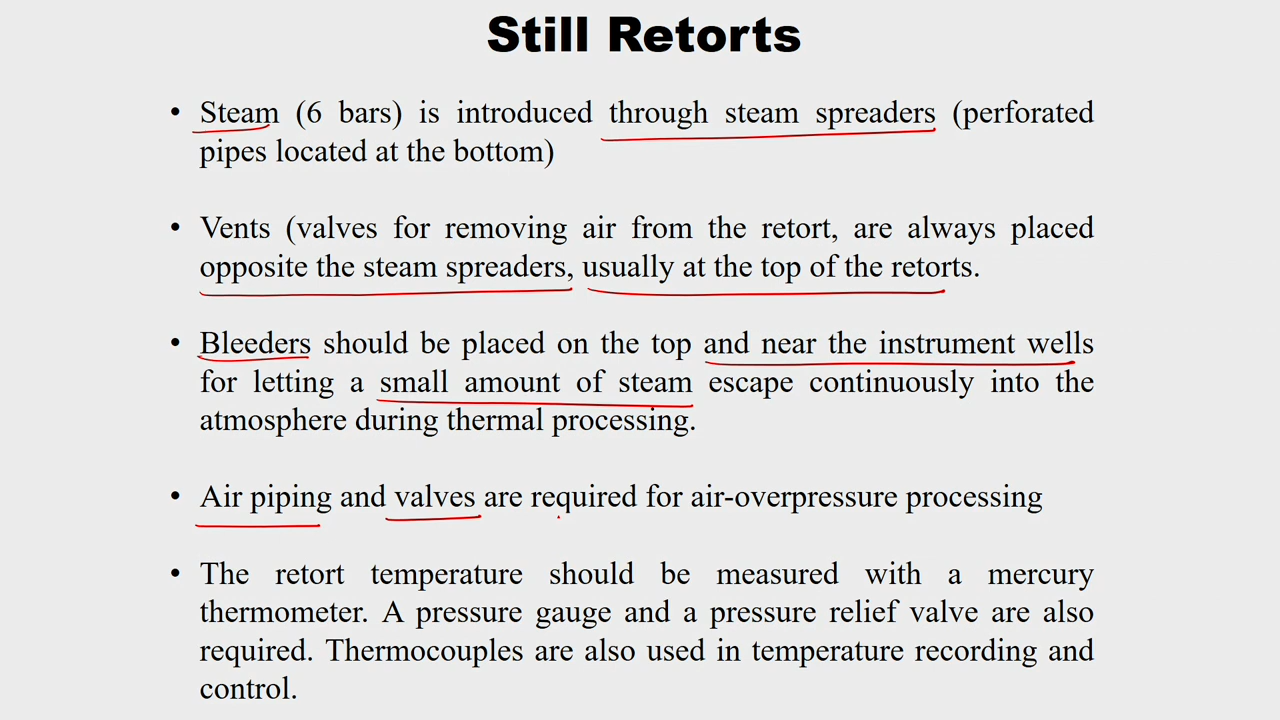 Still Retorts
• Steam (6 bars) is introduced through steam spreaders (perforated
pipes located at the bottom)
• Vents (valves for removing air from the retort, are always placed
opposite the steam spreaders, usually at the top of the retorts.
• Bleeders should be placed on the top and near the instrument wells
for letting a small amount of steam escape continuously into the
atmosphere during thermal processing.
• Air piping and valves are required for air-overpressure processing
• The retort temperature should be measured with a mercury
thermometer. A pressure gauge and a pressure relief valve are also
required. Thermocouples are also used in temperature recording and
control.